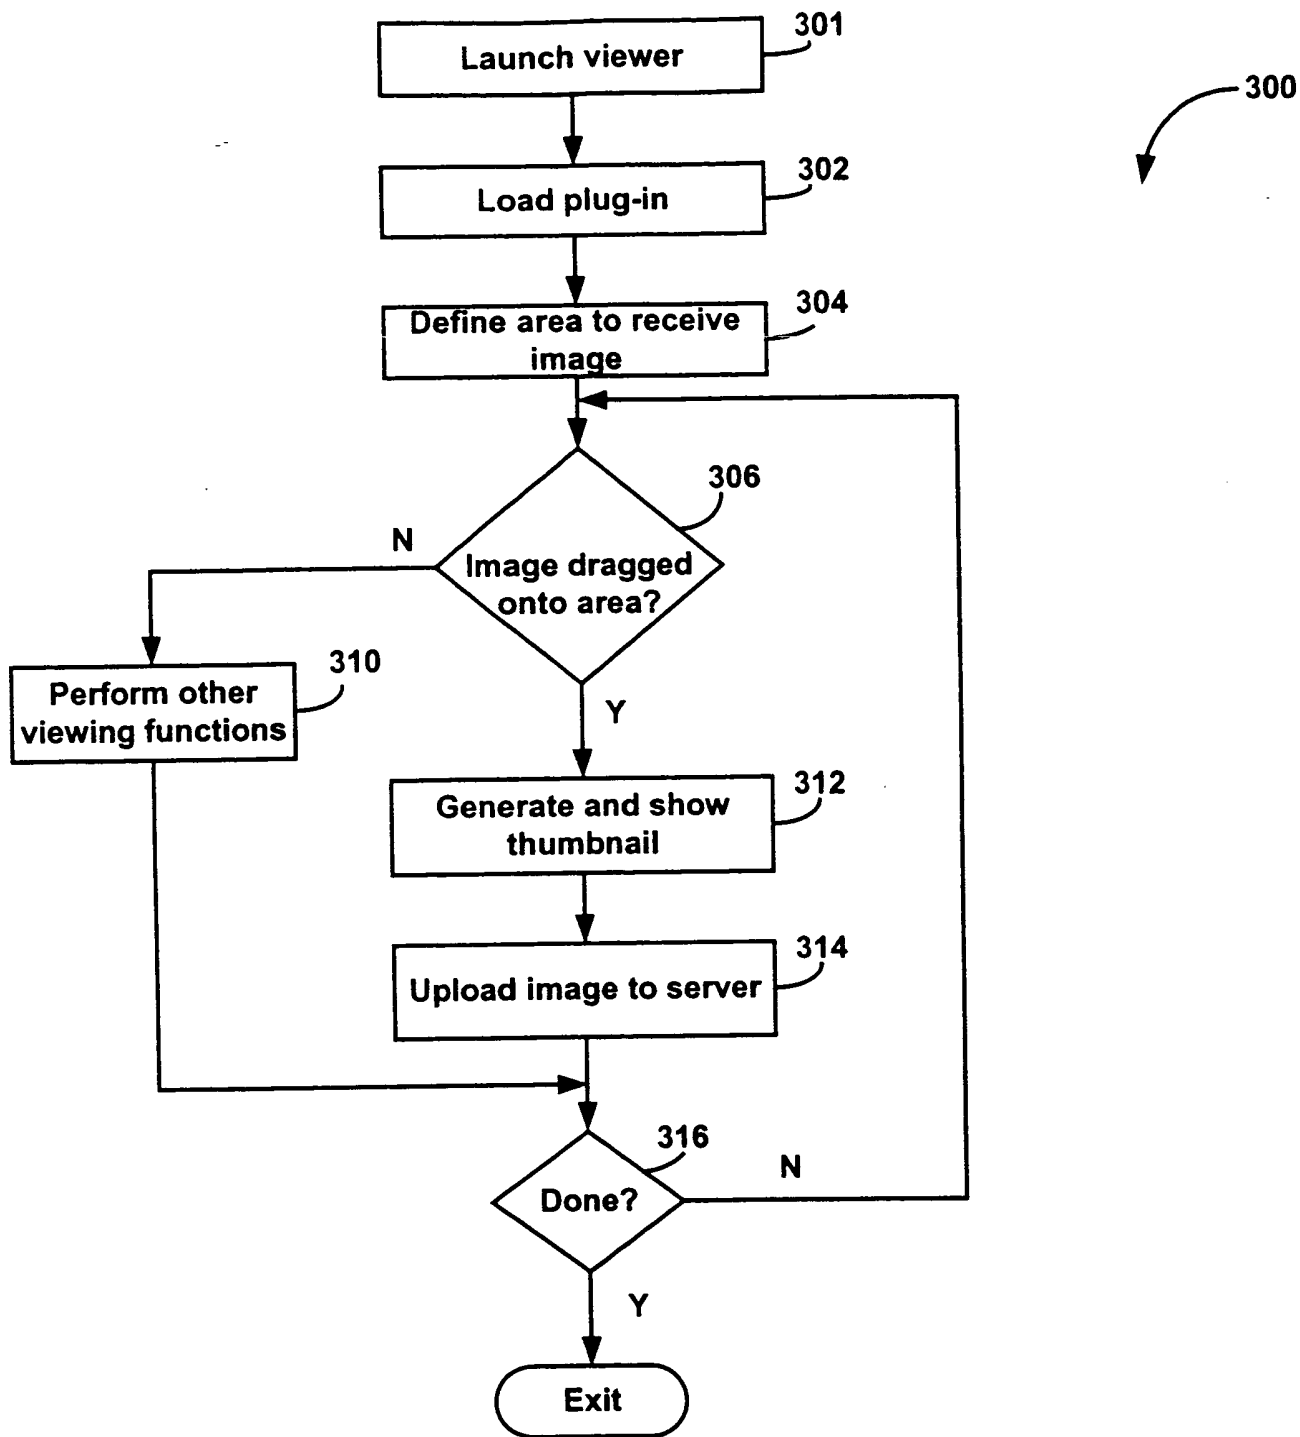 301
Launch viewer
300
302
Load plug-in
304
Define area to receive
image
306
N
Image dragged
onto area?
310
Perform other
viewing functions
Y
312
Generate and show
thumbnail
314
Upload image to server
316
N
Done?
Y
Exit